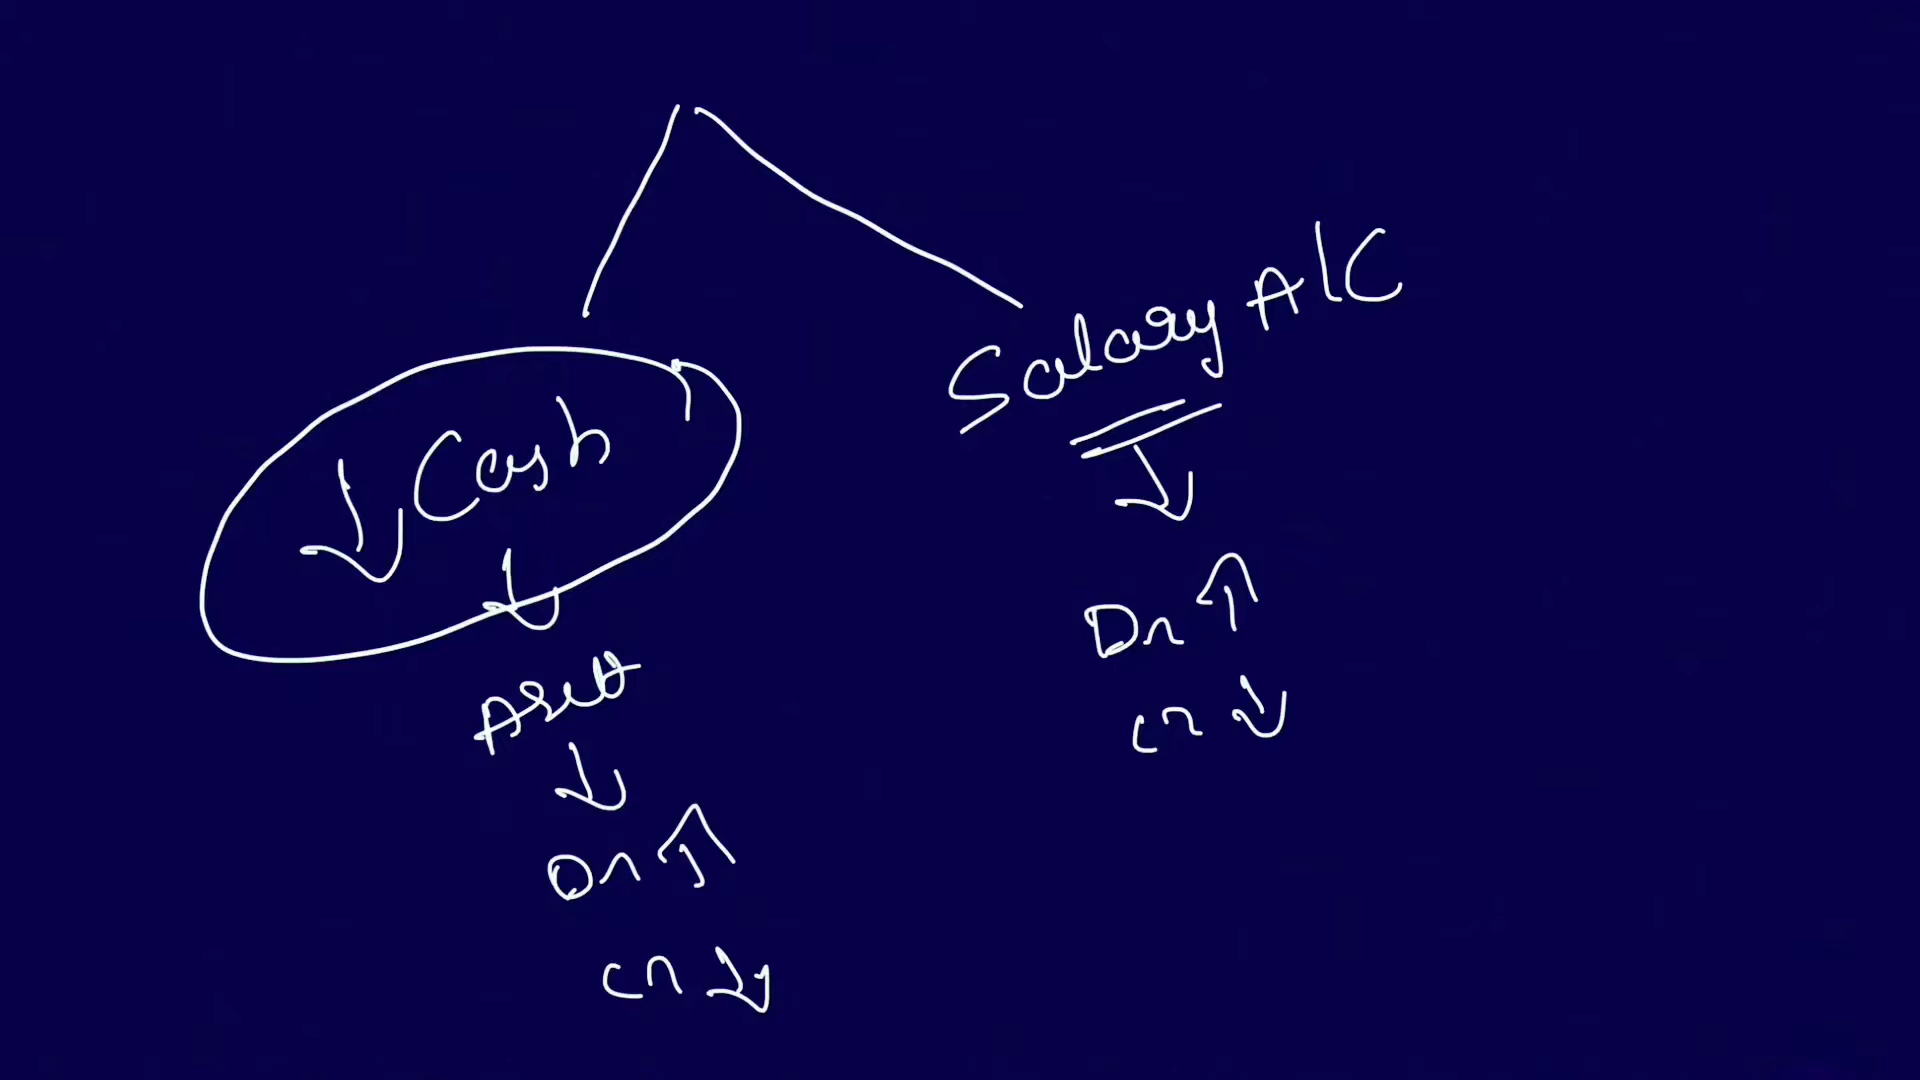 Salary A/C
↓ Cash
↓
↓
Dr ↑
Cr ↓
Asset
↓
Dr ↑
Cr ↓